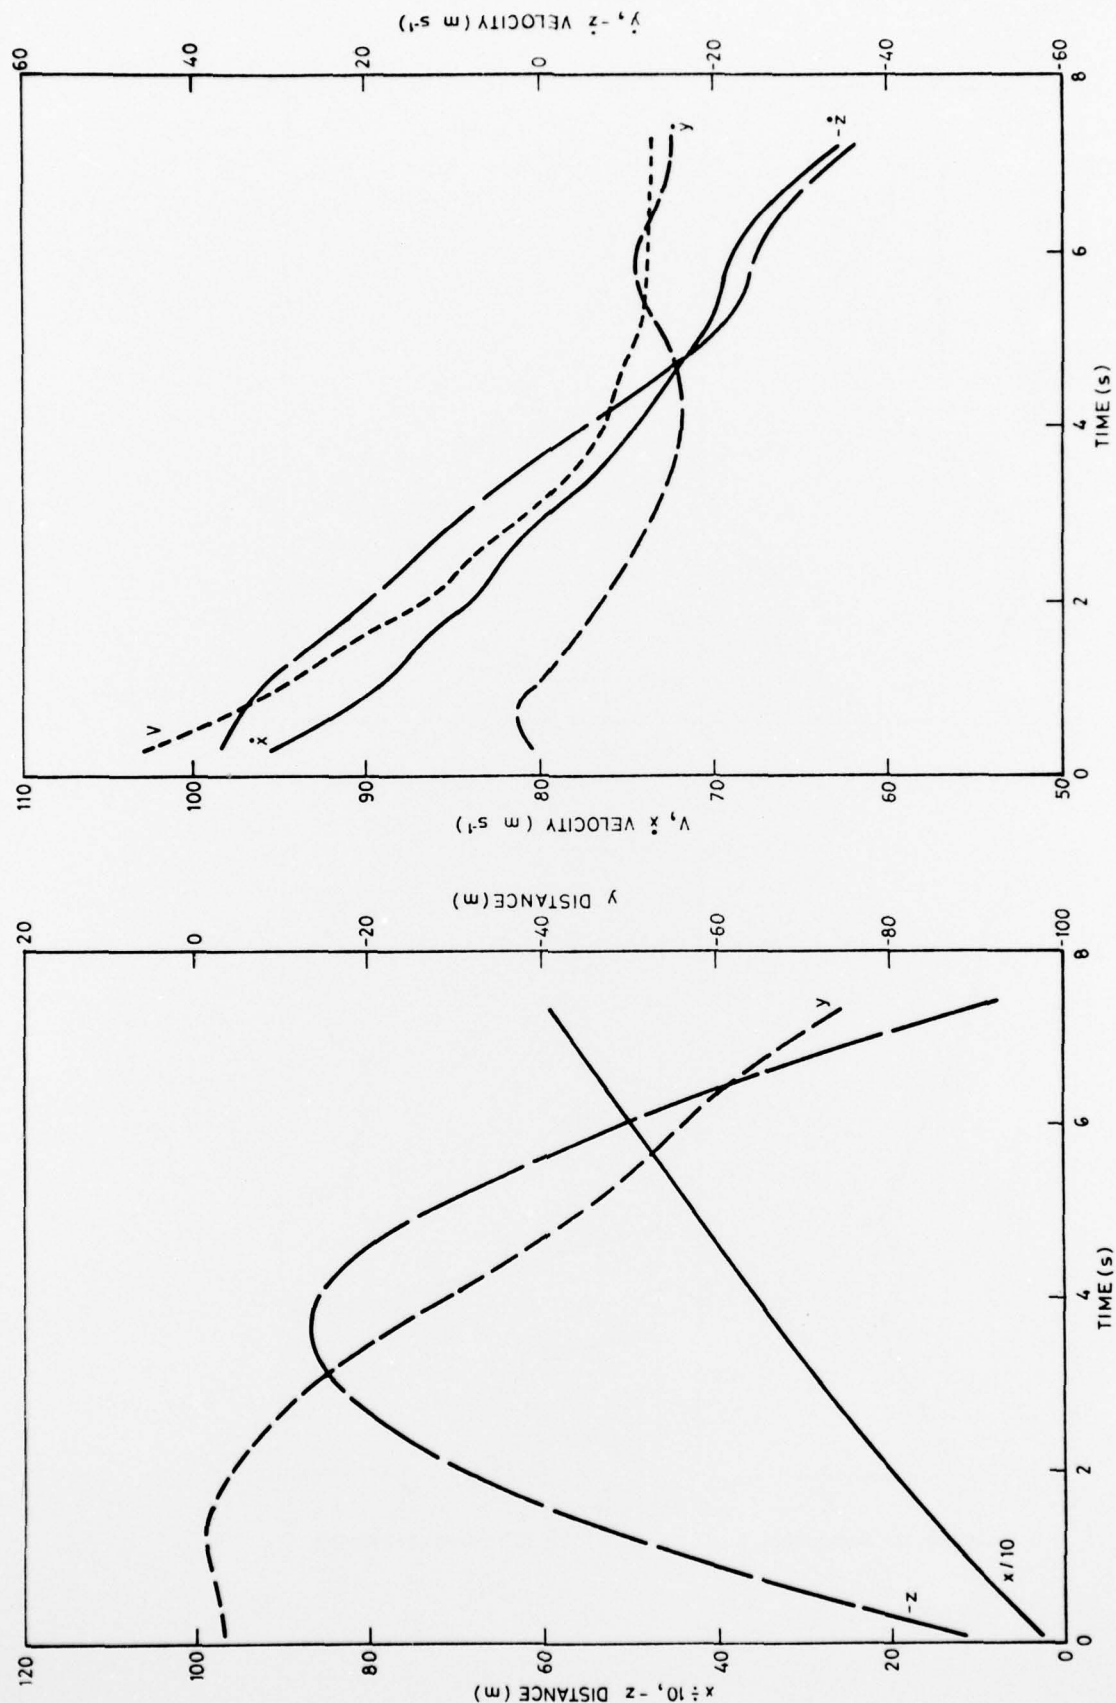 120
100
80
60
40
20
0
x ÷ 10, -z DISTANCE (m)
0
2
4
6
8
TIME (s)
20
0
-20
-40
-60
-80
-100
y DISTANCE (m)
-z
x/10
y
110
100
90
80
70
60
50
V, ẋ VELOCITY (m s⁻¹)
0
2
4
6
8
TIME (s)
60
40
20
0
-20
-40
-60
ẏ, -ż VELOCITY (m s⁻¹)
V
ẋ
ẏ
-ż